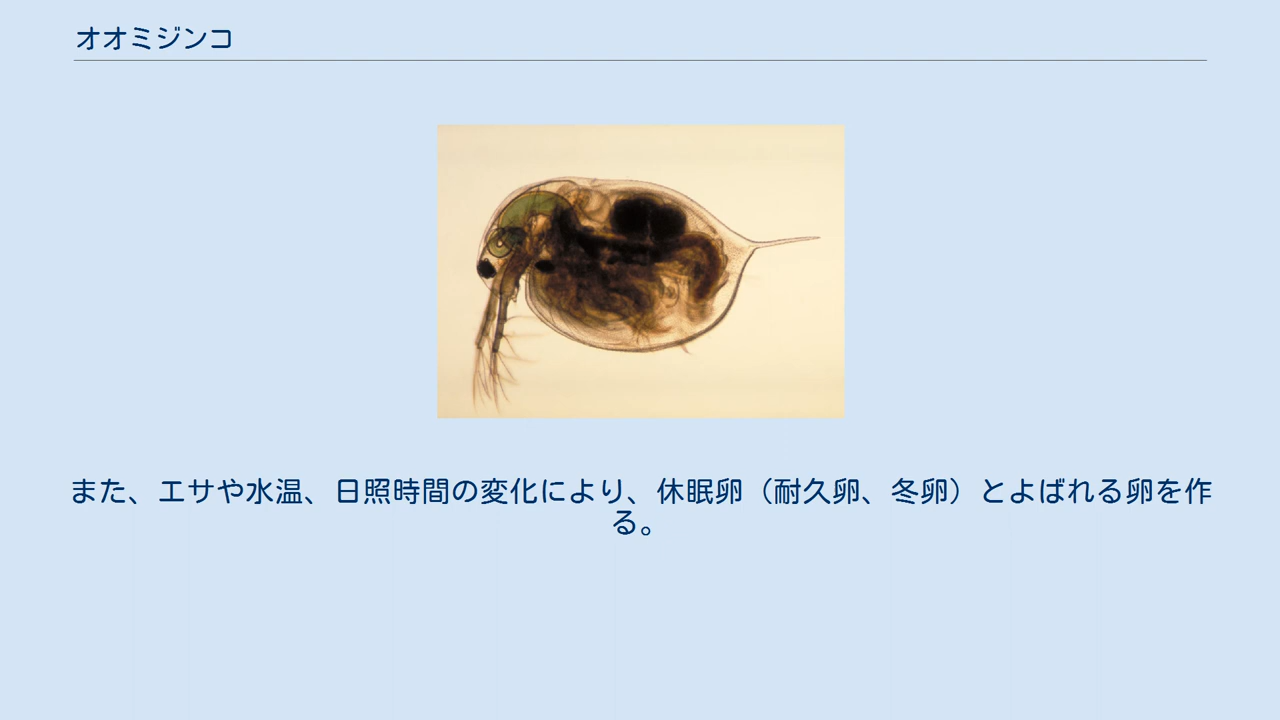 オオミジンコ
また、エサや水温、日照時間の変化により、休眠卵（耐久卵、冬卵）とよばれる卵を作
る。